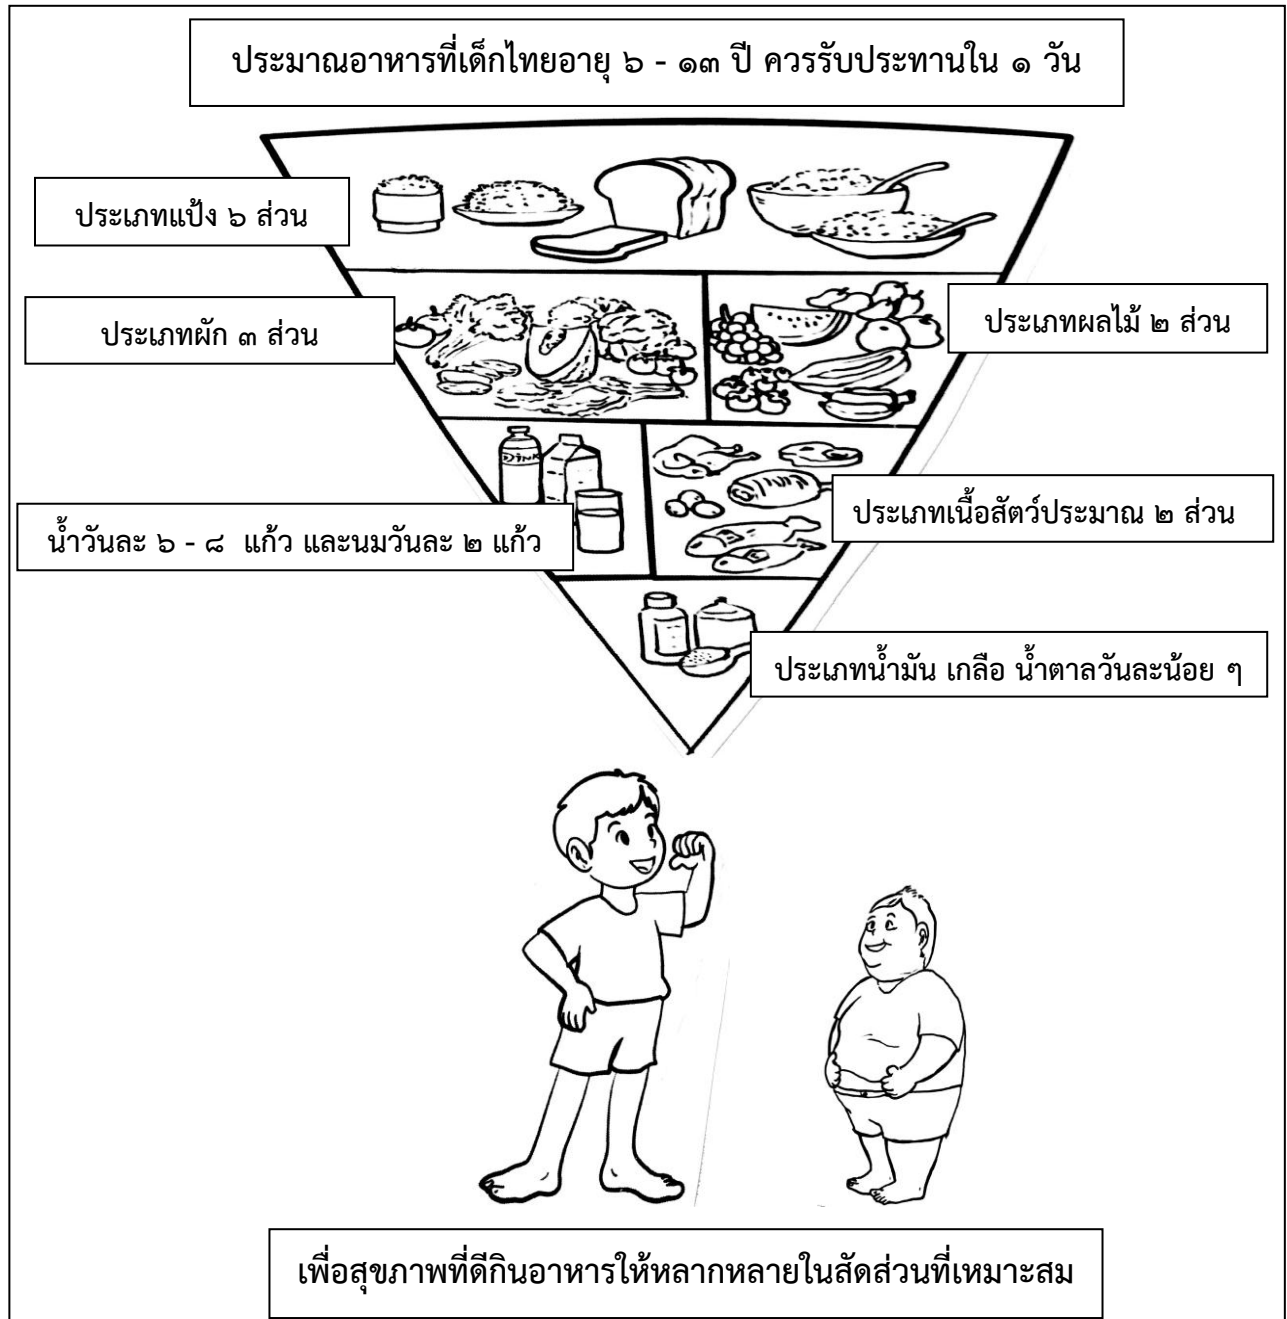 ประมาณอาหารที่เด็กไทยอายุ ๖ - ๑๓ ปี ควรรับประทานใน ๑ วัน
ประเภทแป้ง ๖ ส่วน
ประเภทผัก ๓ ส่วน
ประเภทผลไม้ ๒ ส่วน
น้ำวันละ ๖ - ๘ แก้ว และนมวันละ ๒ แก้ว
ประเภทเนื้อสัตว์ประมาณ ๒ ส่วน
ประเภทน้ำมัน เกลือ น้ำตาลวันละน้อย ๆ
เพื่อสุขภาพที่ดีกินอาหารให้หลากหลายในสัดส่วนที่เหมาะสม